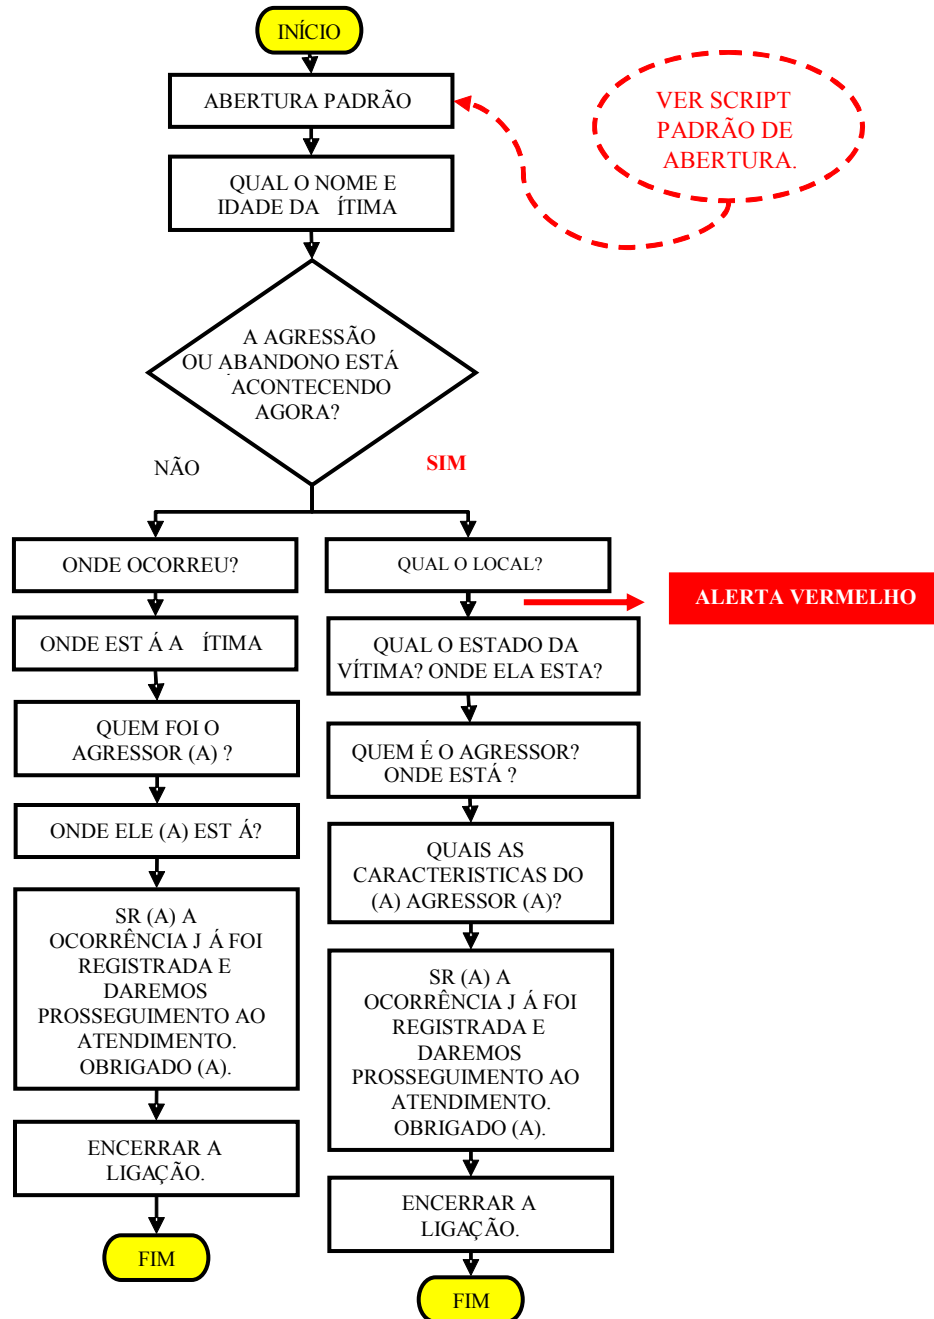 INÍCIO
ABERTURA PADRÃO
VER SCRIPT
PADRÃO DE
ABERTURA.
QUAL O NOME E
IDADE DA ÍTIMA
A AGRESSÃO
OU ABANDONO ESTÁ
ACONTECENDO
AGORA?
NÃO
SIM
ONDE OCORREU?
ONDE EST Á A ÍTIMA
QUEM FOI O
AGRESSOR (A) ?
ONDE ELE (A) EST Á?
SR (A) A
OCORRÊNCIA J Á FOI
REGISTRADA E
DAREMOS
PROSSEGUIMENTO AO
ATENDIMENTO.
OBRIGADO (A).
ENCERRAR A
LIGAÇÃO.
FIM
QUAL O LOCAL?
ALERTA VERMELHO
QUAL O ESTADO DA
VÍTIMA? ONDE ELA ESTA?
QUEM É O AGRESSOR?
ONDE ESTÁ ?
QUAIS AS
CARACTERISTICAS DO
(A) AGRESSOR (A)?
SR (A) A
OCORRÊNCIA J Á FOI
REGISTRADA E
DAREMOS
PROSSEGUIMENTO AO
ATENDIMENTO.
OBRIGADO (A).
ENCERRAR A
LIGAÇÃO.
FIM